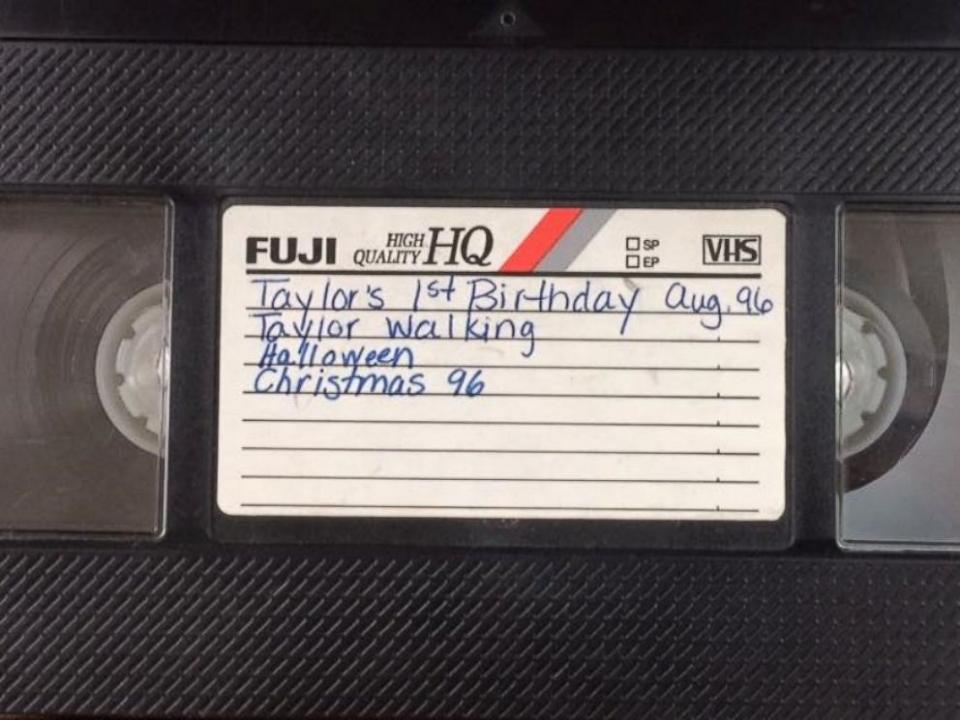 FUJI HIGH QUALITY HQ □ SP □ EP VHS
Taylor's 1st Birthday Aug. 96
Taylor walking
Halloween
Christmas 96